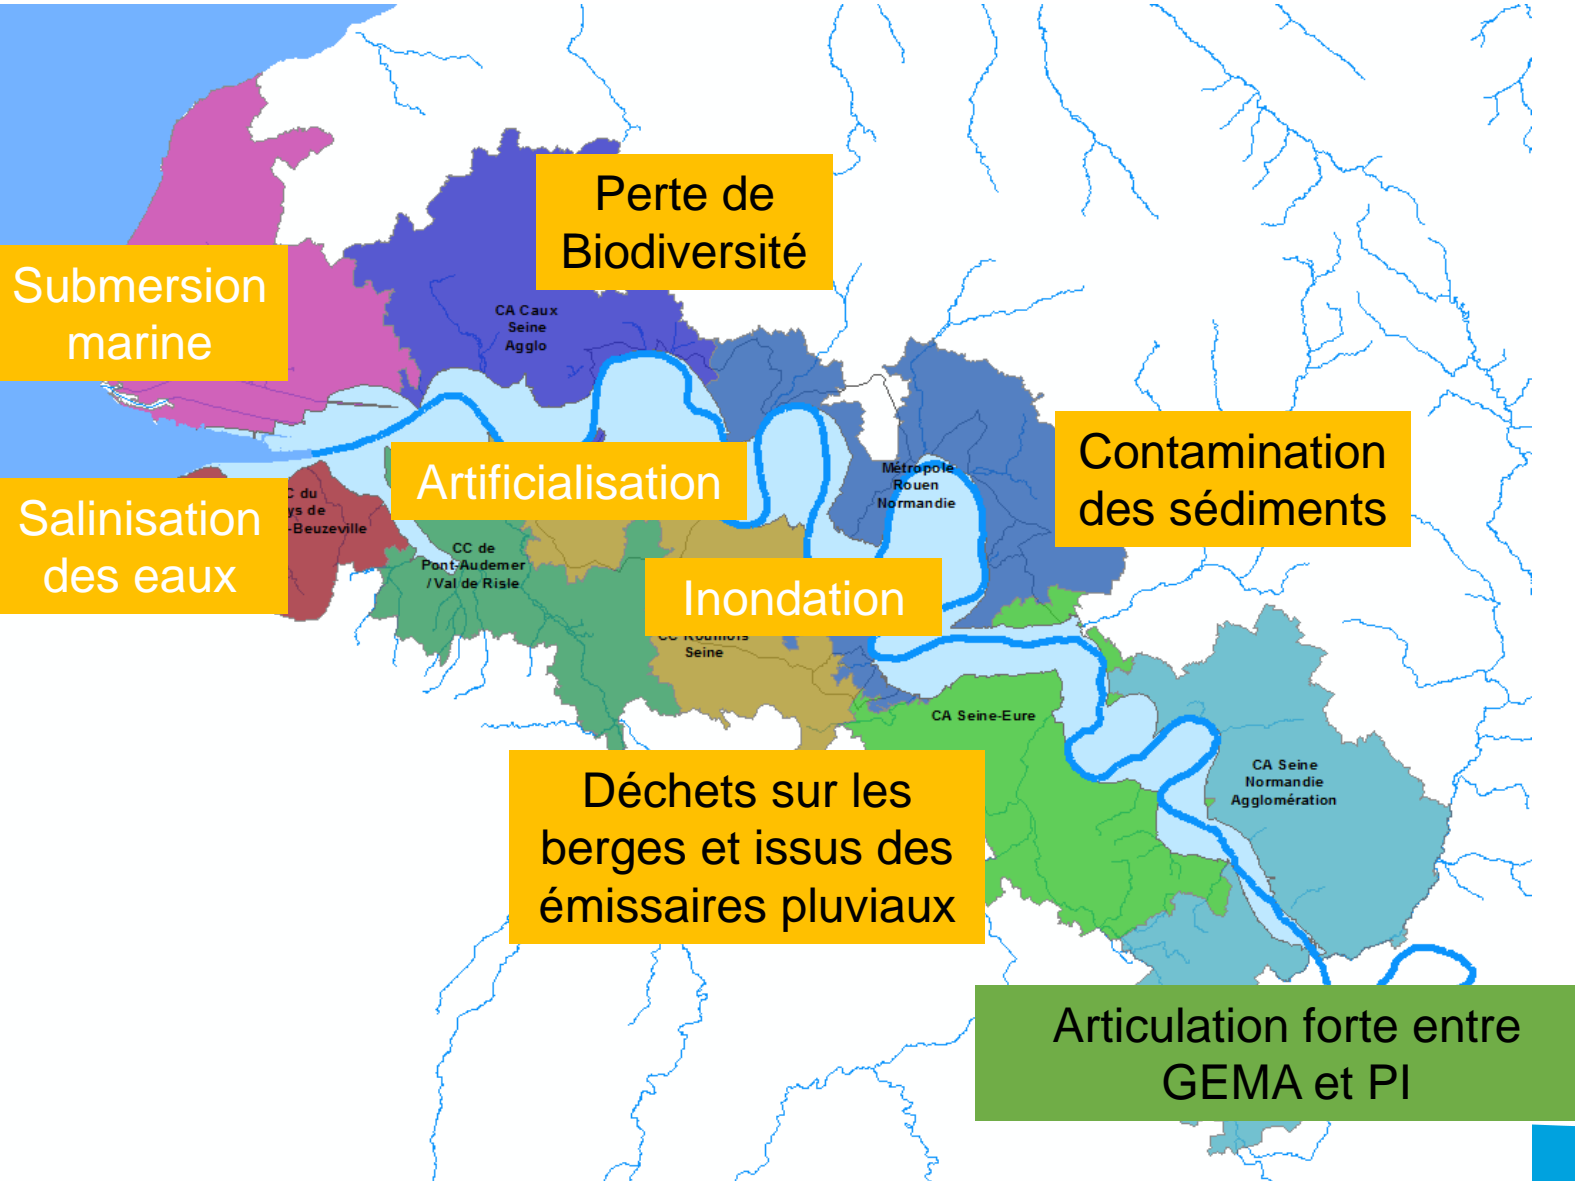 Perte de
Biodiversité
Submersion
marine
CA Caux
Seine
Agglo
Contamination
des sédiments
Artificialisation
Métropole
Rouen
Normandie
Salinisation
des eaux
du
de
-Beuzeville
CC de
Pont-Audemer
/ Val de Risle
Inondation
Seine
CA Seine-Eure
CA Seine
Normandie
Agglomération
Déchets sur les
berges et issus des
émissaires pluviaux
Articulation forte entre
GEMA et PI